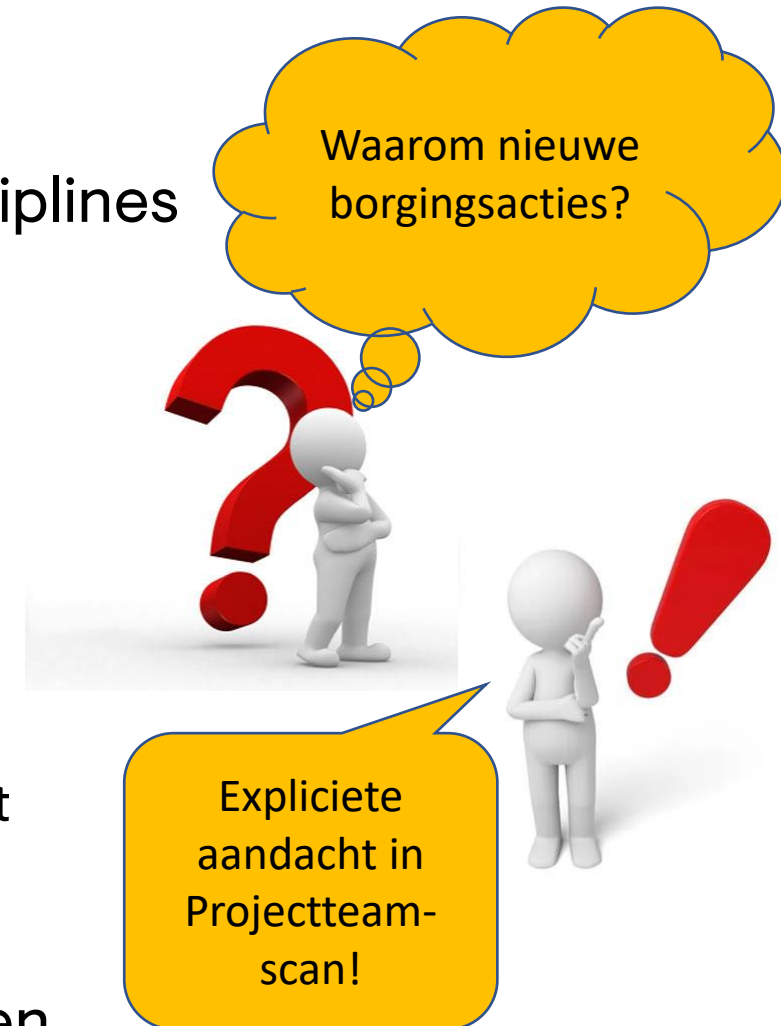 Waarom nieuwe
borgingsacties?
iplines
t
Expliciete
aandacht in
Projectteam-
scan!
en